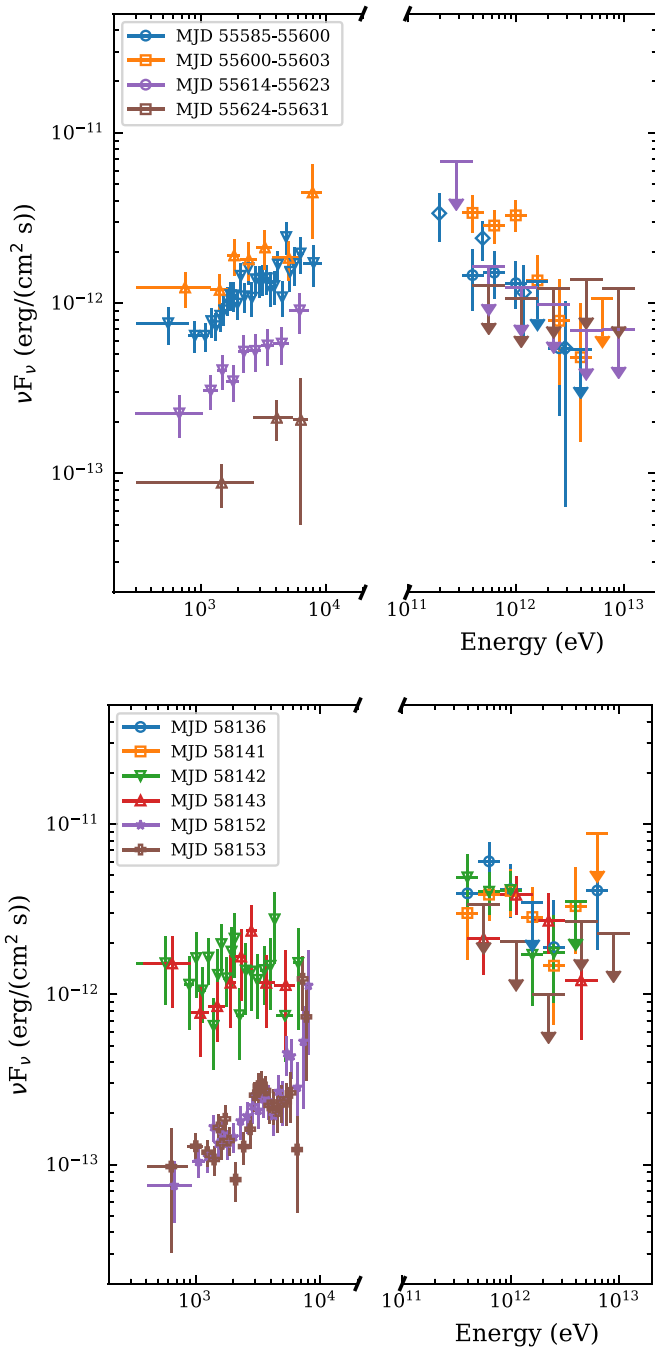 MJD 55585-55600
MJD 55600-55603
MJD 55614-55623
MJD 55624-55631
10⁻¹¹
10⁻¹²
10⁻¹³
νFν (erg/(cm² s))
10³ 10⁴ 10¹¹ 10¹² 10¹³
Energy (eV)
MJD 58136
MJD 58141
MJD 58142
MJD 58143
MJD 58152
MJD 58153
10⁻¹¹
10⁻¹²
10⁻¹³
νFν (erg/(cm² s))
10³ 10⁴ 10¹¹ 10¹² 10¹³
Energy (eV)